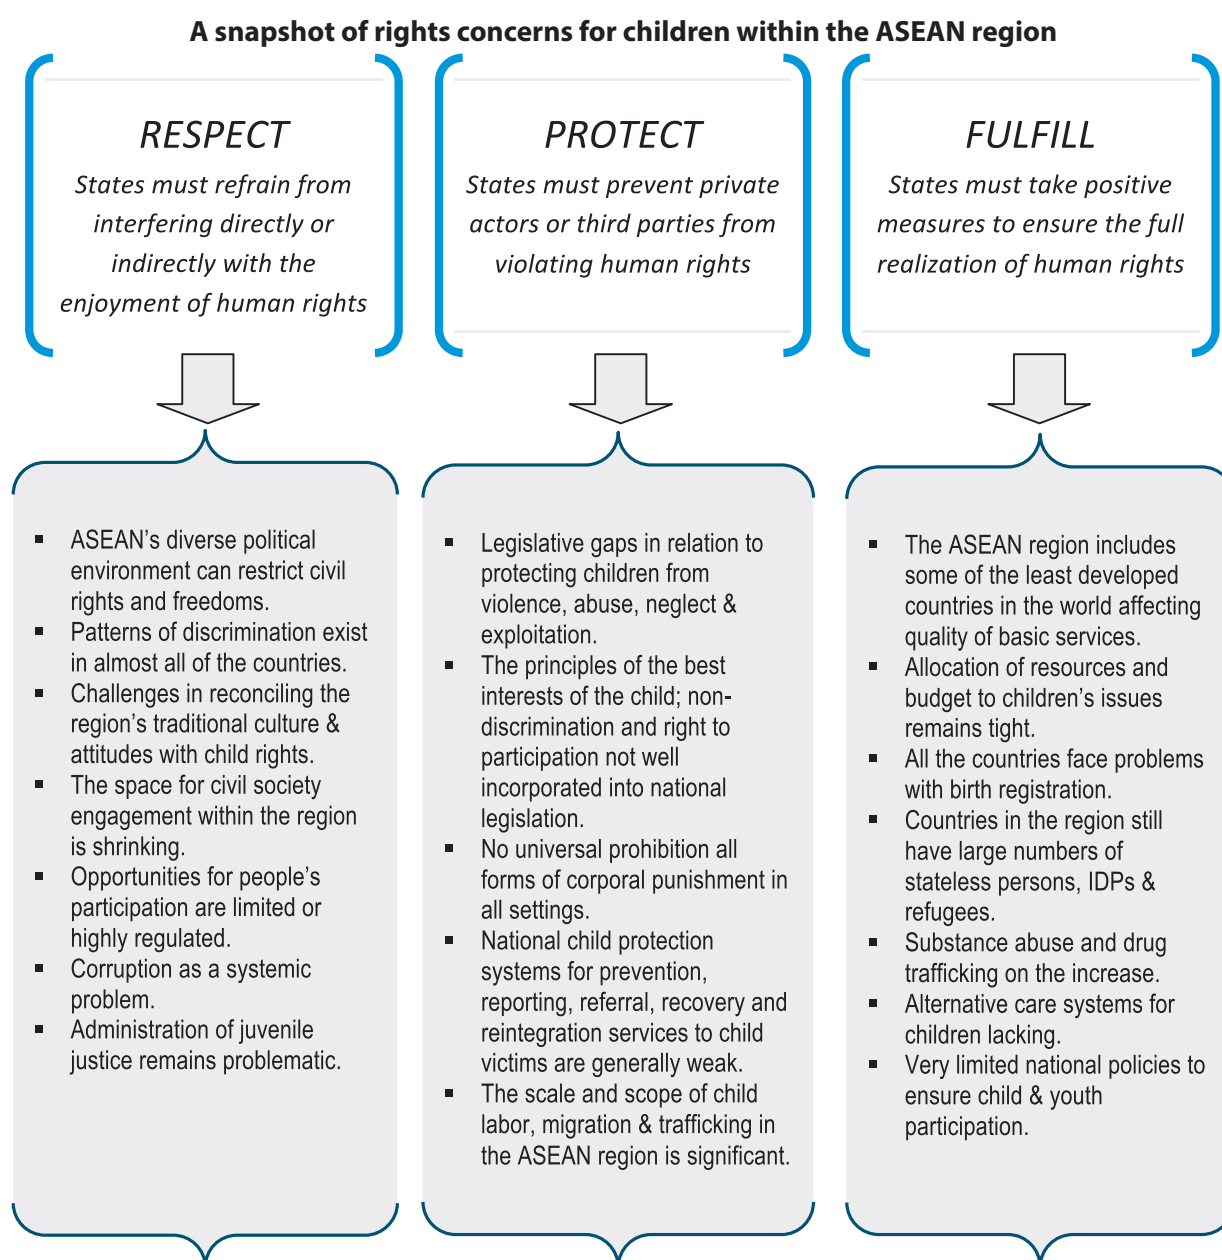 A snapshot of rights concerns for children within the ASEAN region
RESPECT
States must refrain from
interfering directly or
indirectly with the
enjoyment of human rights
PROTECT
States must prevent private
actors or third parties from
violating human rights
FULFILL
States must take positive
measures to ensure the full
realization of human rights
▪ ASEAN’s diverse political
environment can restrict civil
rights and freedoms.
▪ Patterns of discrimination exist
in almost all of the countries.
▪ Challenges in reconciling the
region’s traditional culture &
attitudes with child rights.
▪ The space for civil society
engagement within the region
is shrinking.
▪ Opportunities for people’s
participation are limited or
highly regulated.
▪ Corruption as a systemic
problem.
▪ Administration of juvenile
justice remains problematic.
▪ Legislative gaps in relation to
protecting children from
violence, abuse, neglect &
exploitation.
▪ The principles of the best
interests of the child; non-
discrimination and right to
participation not well
incorporated into national
legislation.
▪ No universal prohibition all
forms of corporal punishment in
all settings.
▪ National child protection
systems for prevention,
reporting, referral, recovery and
reintegration services to child
victims are generally weak.
▪ The scale and scope of child
labor, migration & trafficking in
the ASEAN region is significant.
▪ The ASEAN region includes
some of the least developed
countries in the world affecting
quality of basic services.
▪ Allocation of resources and
budget to children’s issues
remains tight.
▪ All the countries face problems
with birth registration.
▪ Countries in the region still
have large numbers of
stateless persons, IDPs &
refugees.
▪ Substance abuse and drug
trafficking on the increase.
▪ Alternative care systems for
children lacking.
▪ Very limited national policies to
ensure child & youth
participation.